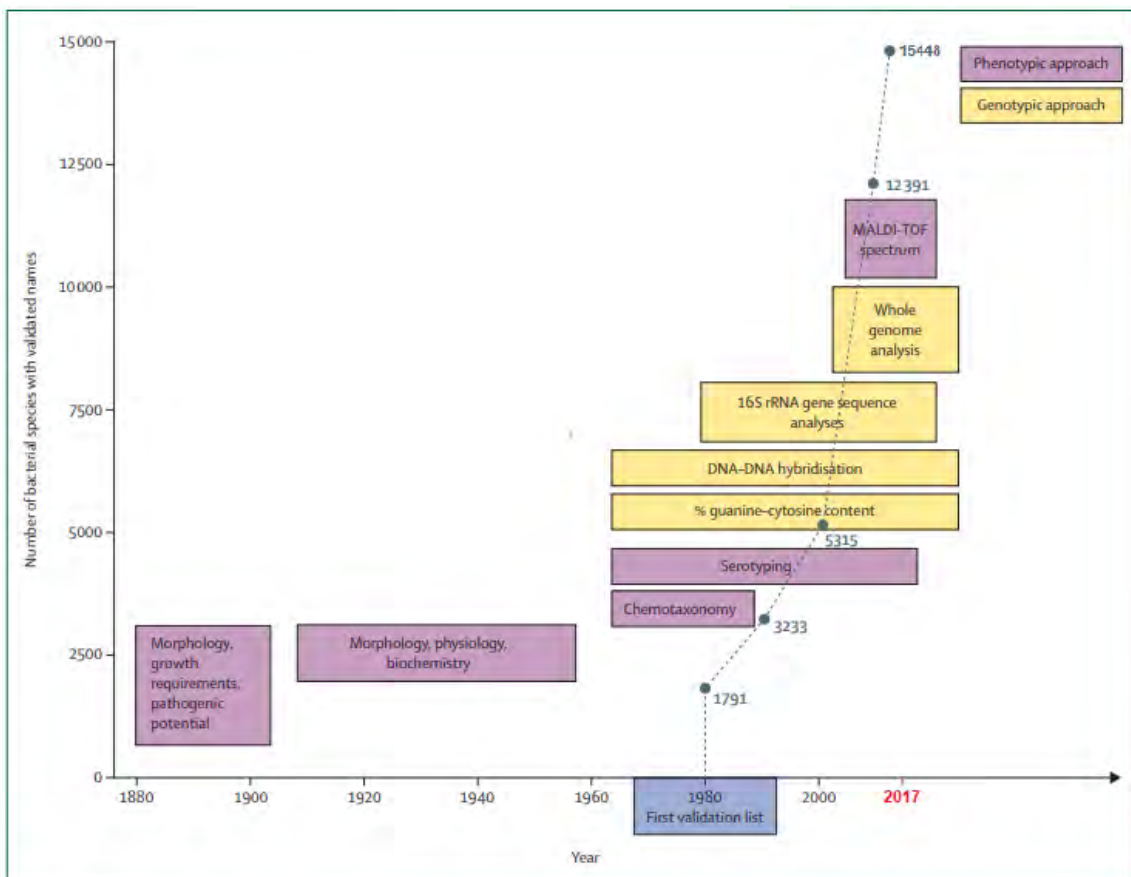 15000
15448
Phenotypic approach
Genotypic approach
12500
12391
MALDI-TOF
spectrum
10000
Whole
genome
analysis
7500
16S rRNA gene sequence
analyses
DNA–DNA hybridisation
% guanine–cytosine content
5000
5315
Serotyping
Chemotaxonomy
3233
2500
Morphology,
growth
requirements,
pathogenic
potential
Morphology, physiology,
biochemistry
1791
0
Number of bacterial species with validated names
1880
1900
1920
1940
1960
1980
2000
2017
First validation list
Year